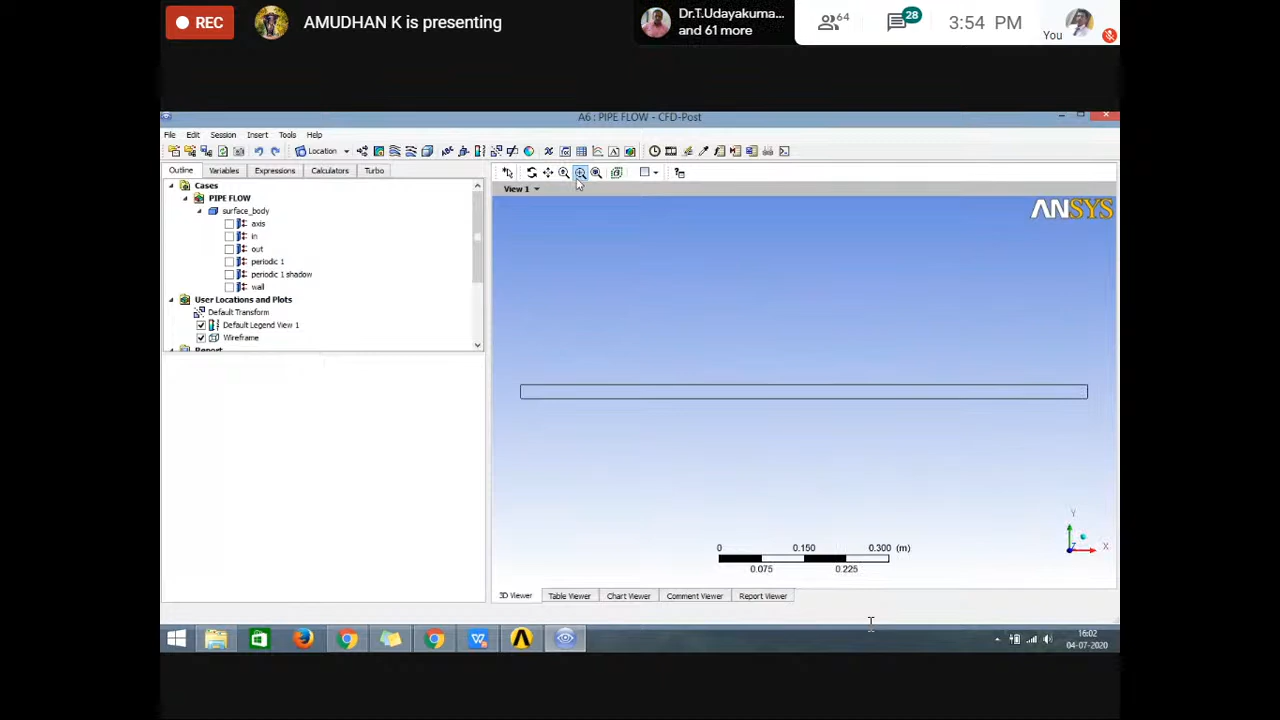 REC
AMUDHAN K is presenting
Dr.T.Udayakuma...
and 61 more
64
28
3:54 PM
You
A6 : PIPE FLOW - CFD-Post
File Edit Session Insert Tools Help
Location
Outline Variables Expressions Calculators Turbo
Cases
PIPE FLOW
surface_body
axis
in
out
periodic 1
periodic 1 shadow
wall
User Locations and Plots
Default Transform
Default Legend View 1
Wireframe
Report
View 1
ANSYS
Y
X
Z
0 0.150 0.300 (m)
0.075 0.225
3D Viewer Table Viewer Chart Viewer Comment Viewer Report Viewer
16:02
04-07-2020